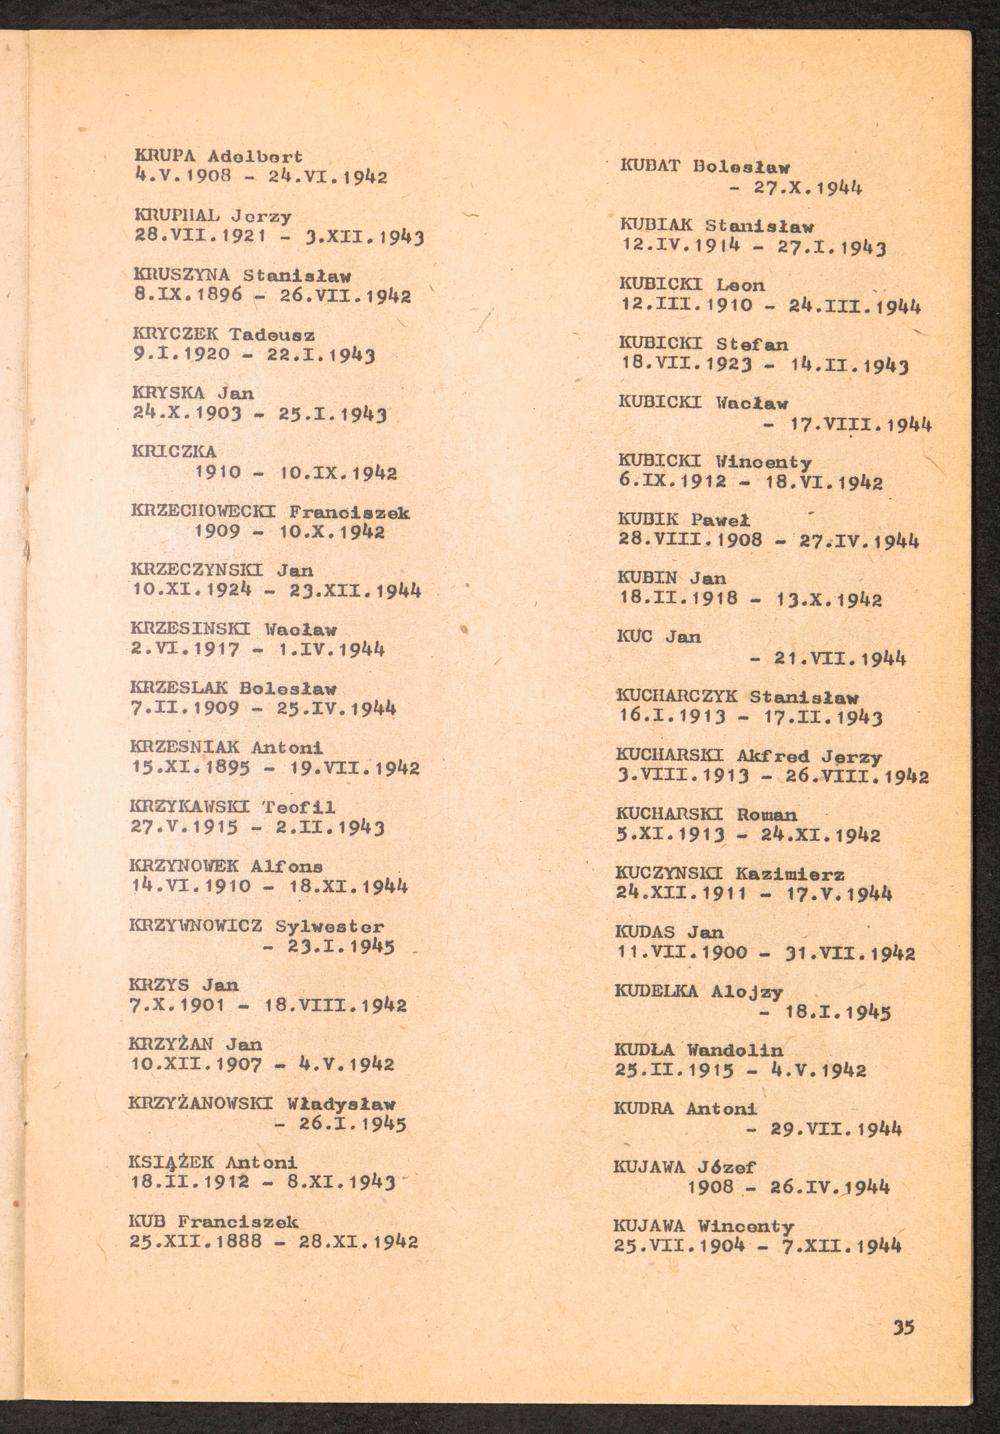 KRUPA Adelbert
4.V.1908 - 24.VI.1942
KRUPHAL Jerzy
28.VII.1921 - 3.XII.1943
KRUSZYNA Stanisław
8.IX.1896 - 26.VII.1942
KRYCZEK Tadeusz
9.I.1920 - 22.I.1943
KRYSKA Jan
24.X.1903 - 25.I.1943
KRICZKA
1910 - 10.IX.1942
KRZECHOWECKI Franciszek
1909 - 10.X.1942
KRZECZYNSKI Jan
10.XI.1924 - 23.XII.1944
KRZESINSKI Wacław
2.VI.1917 - 1.IV.1944
KRZESLAK Bolesław
7.II.1909 - 25.IV.1944
KRZESNIAK Antoni
15.XI.1895 - 19.VII.1942
KRZYKAWSKI Teofil
27.V.1915 - 2.II.1943
KRZYNOWEK Alfons
14.VI.1910 - 18.XI.1944
KRZYWNOWICZ Sylwester
- 23.I.1945
KRZYS Jan
7.X.1901 - 18.VIII.1942
KRZYŻAN Jan
10.XII.1907 - 4.V.1942
KRZYŻANOWSKI Władysław
- 26.I.1945
KSIĄŻEK Antoni
18.II.1912 - 8.XI.1943
KUB Franciszek
25.XII.1888 - 28.XI.1942
KUBAT Bolesław
- 27.X.1944
KUBIAK Stanisław
12.IV.1914 - 27.I.1943
KUBICKI Leon
12.III.1910 - 24.III.1944
KUBICKI Stefan
18.VII.1923 - 14.II.1943
KUBICKI Wacław
- 17.VIII.1944
KUBICKI Wincenty
6.IX.1912 - 18.VI.1942
KUBIK Paweł
28.VIII.1908 - 27.IV.1944
KUBIN Jan
18.II.1918 - 13.X.1942
KUC Jan
- 21.VII.1944
KUCHARCZYK Stanisław
16.I.1913 - 17.II.1943
KUCHARSKI Akfred Jerzy
3.VIII.1913 - 26.VIII.1942
KUCHARSKI Roman
5.XI.1913 - 24.XI.1942
KUCZYNSKI Kazimierz
24.XII.1911 - 17.V.1944
KUDAS Jan
11.VII.1900 - 31.VII.1942
KUDELKA Alojzy
- 18.I.1945
KUDŁA Wandolin
25.II.1915 - 4.V.1942
KUDRA Antoni
- 29.VII.1944
KUJAWA Józef
1908 - 26.IV.1944
KUJAWA Wincenty
25.VII.1904 - 7.XII.1944
35